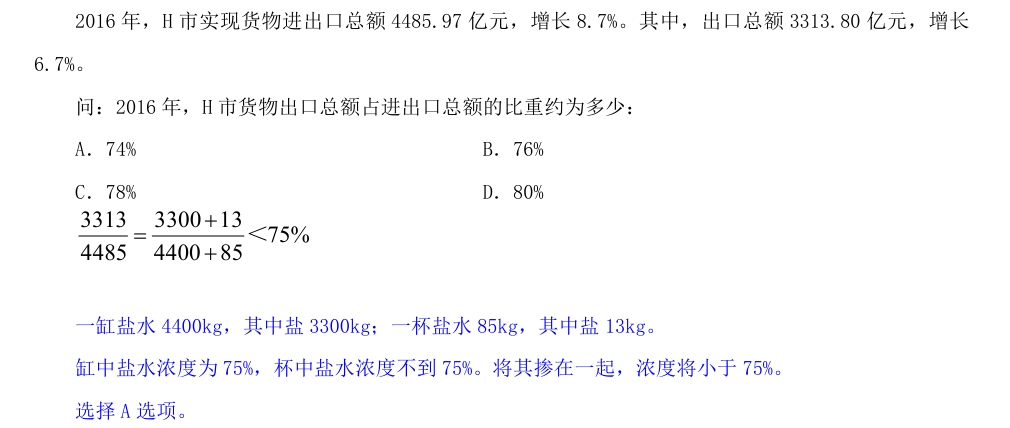 2016 年，H 市实现货物进出口总额 4485.97 亿元，增长 8.7%。其中，出口总额 3313.80 亿元，增长
6.7%。
问：2016 年，H 市货物出口总额占进出口总额的比重约为多少：
A．74% B．76%
C．78% D．80%
3313/4485 = 3300+13/4400+85 ＜75%
一缸盐水 4400kg，其中盐 3300kg；一杯盐水 85kg，其中盐 13kg。
缸中盐水浓度为 75%，杯中盐水浓度不到 75%。将其掺在一起，浓度将小于 75%。
选择 A 选项。